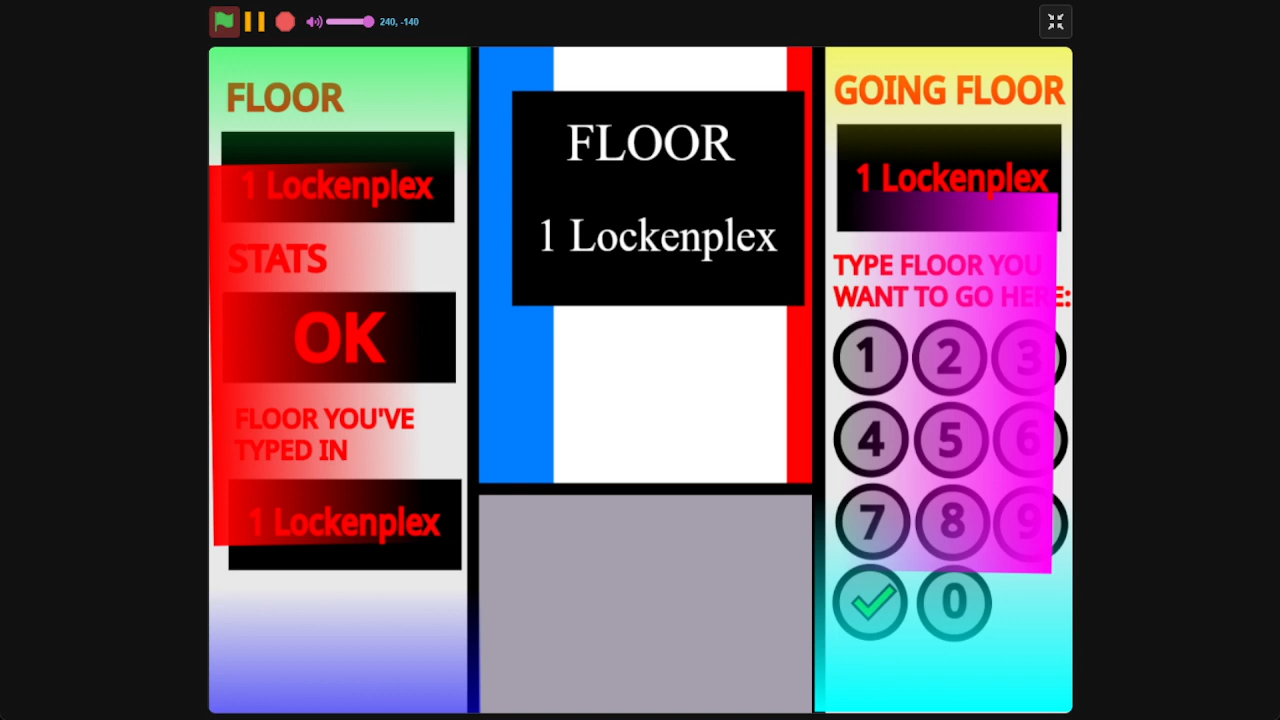 240, -140
FLOOR
1 Lockenplex
STATS
OK
FLOOR YOU'VE
TYPED IN
1 Lockenplex
FLOOR
1 Lockenplex
GOING FLOOR
1 Lockenplex
TYPE FLOOR YOU
WANT TO GO HERE:
1 2 3
4 5 6
7 8 9
0